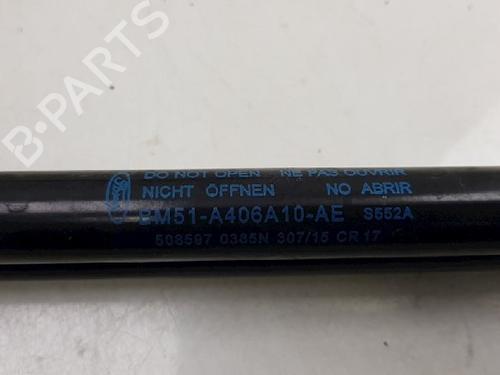 DO NOT OPEN NE PAS OUVRIR
NICHT ÖFFNEN NO ABRIR
Ford
BM51-A406A10-AE S552A
508597 0385N 307/15 CR 17
B-PARTS